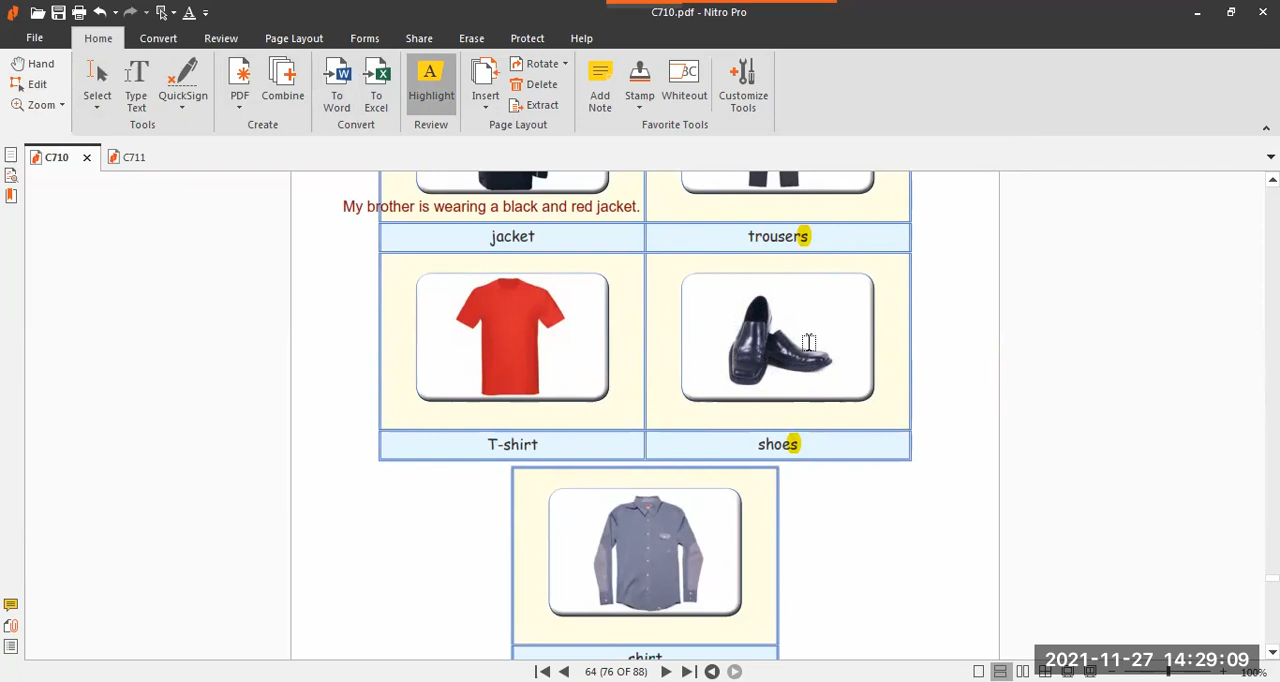 C710.pdf - Nitro Pro
File
Home
Convert
Review
Page Layout
Forms
Share
Erase
Protect
Help
Hand
Edit
Zoom
Select
Type Text
QuickSign
Tools
PDF
Combine
Create
To Word
To Excel
Convert
Highlight
Review
Insert
Rotate
Delete
Extract
Page Layout
Add Note
Stamp
Whiteout
Customize Tools
Favorite Tools
C710
C711
My brother is wearing a black and red jacket.
jacket
trousers
T-shirt
shoes
shirt
64 (76 OF 88)
2021-11-27 14:29:09
100%